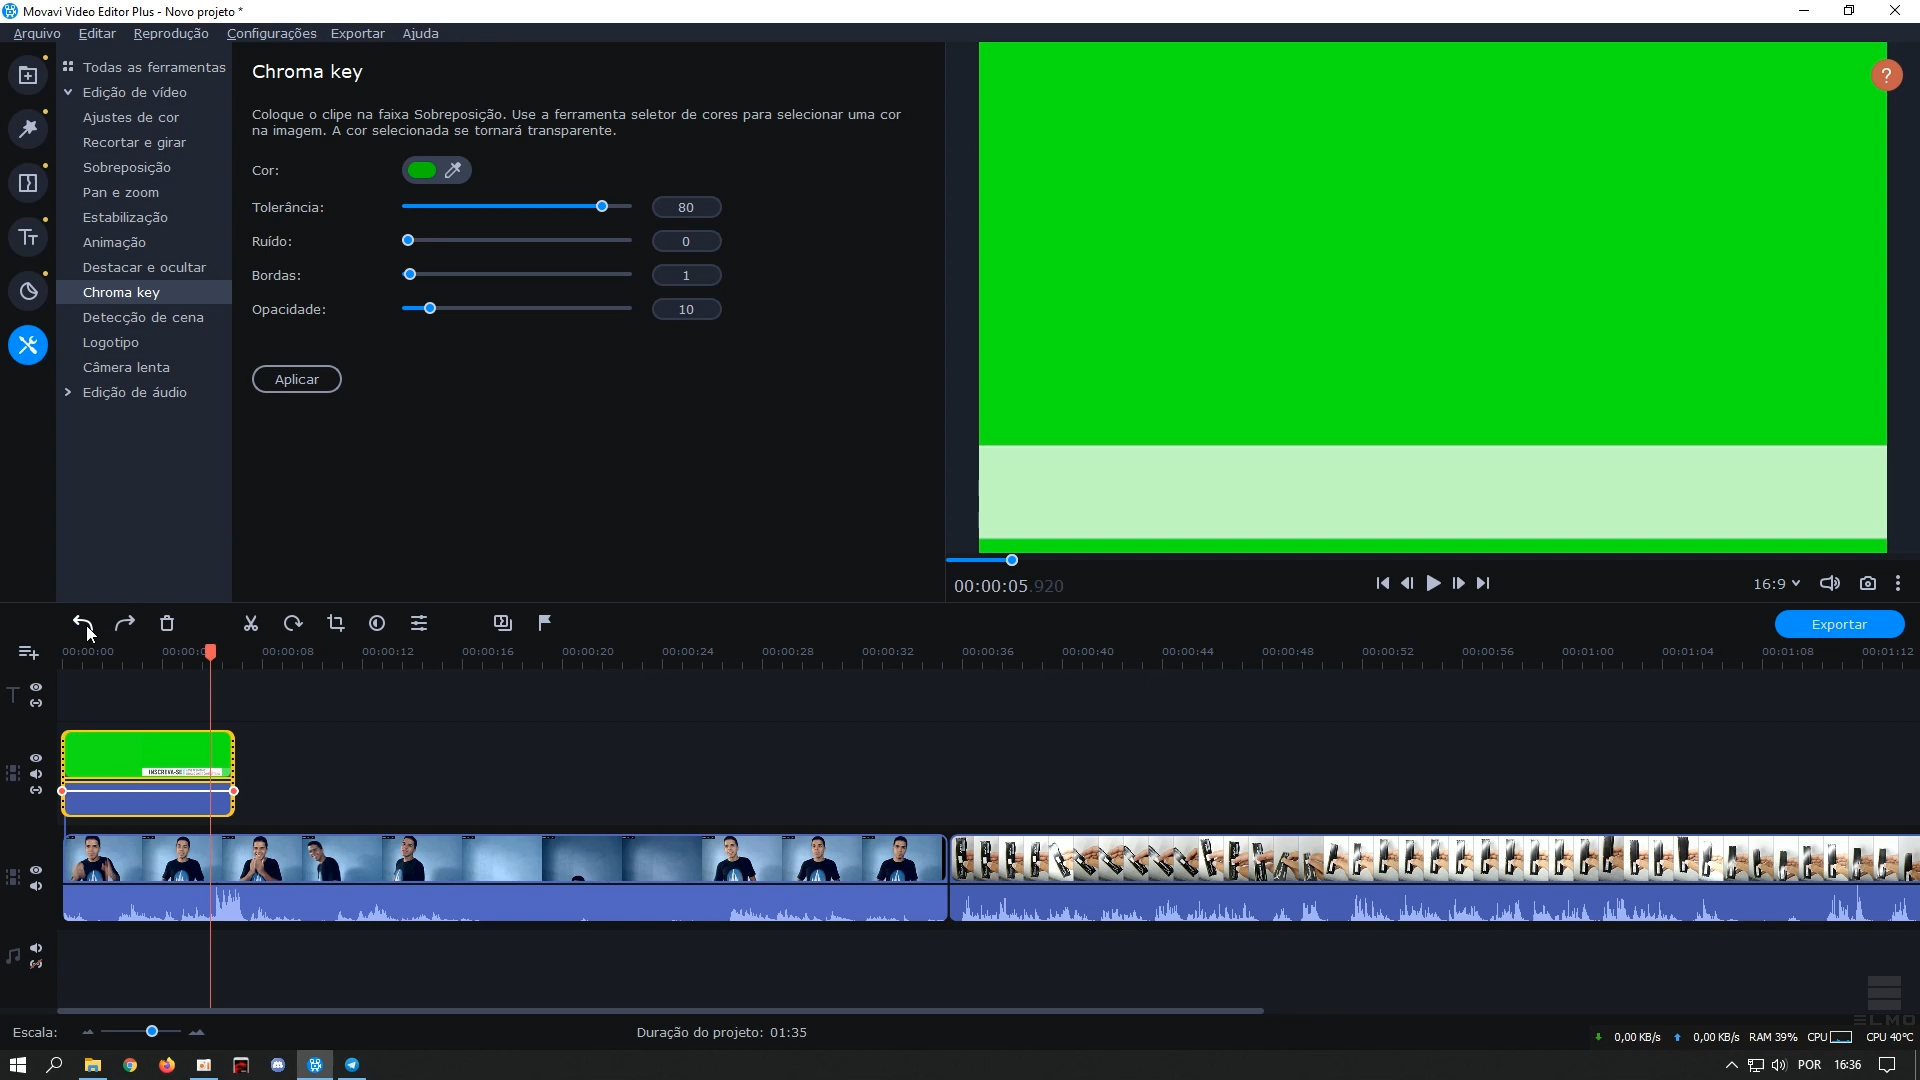 Movavi Video Editor Plus - Novo projeto *
Arquivo Editar Reprodução Configurações Exportar Ajuda
Todas as ferramentas
Edição de vídeo
Ajustes de cor
Recortar e girar
Sobreposição
Pan e zoom
Estabilização
Animação
Destacar e ocultar
Chroma key
Detecção de cena
Logotipo
Câmera lenta
Edição de áudio
Chroma key
Coloque o clipe na faixa Sobreposição. Use a ferramenta seletor de cores para selecionar uma cor
na imagem. A cor selecionada se tornará transparente.
Cor:
Tolerância: 80
Ruído: 0
Bordas: 1
Opacidade: 10
Aplicar
?
00:00:05.920
16:9
Exportar
00:00:00 00:00:08 00:00:12 00:00:16 00:00:20 00:00:24 00:00:28 00:00:32 00:00:36 00:00:40 00:00:44 00:00:48 00:00:52 00:00:56 00:01:00 00:01:04 00:01:08 00:01:12
INSCREVA-SE
ELMO
Escala:
Duração do projeto: 01:35
0,00 KB/s 0,00 KB/s RAM 39% CPU CPU 40°C
POR 16:36